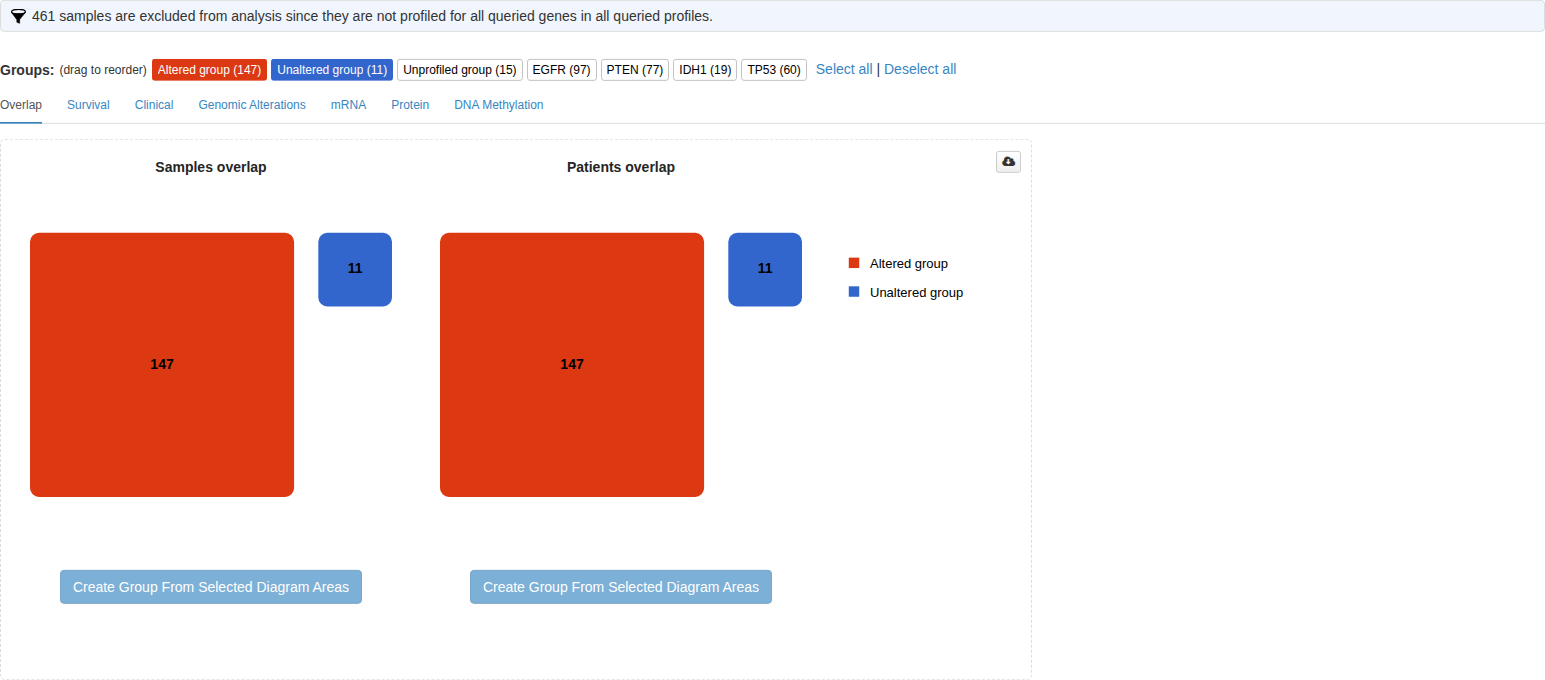 461 samples are excluded from analysis since they are not profiled for all queried genes in all queried profiles.
Groups: (drag to reorder) Altered group (147) Unaltered group (11) Unprofiled group (15) EGFR (97) PTEN (77) IDH1 (19) TP53 (60) Select all | Deselect all
Overlap Survival Clinical Genomic Alterations mRNA Protein DNA Methylation
Samples overlap Patients overlap
11 11
Altered group
Unaltered group
147 147
Create Group From Selected Diagram Areas Create Group From Selected Diagram Areas